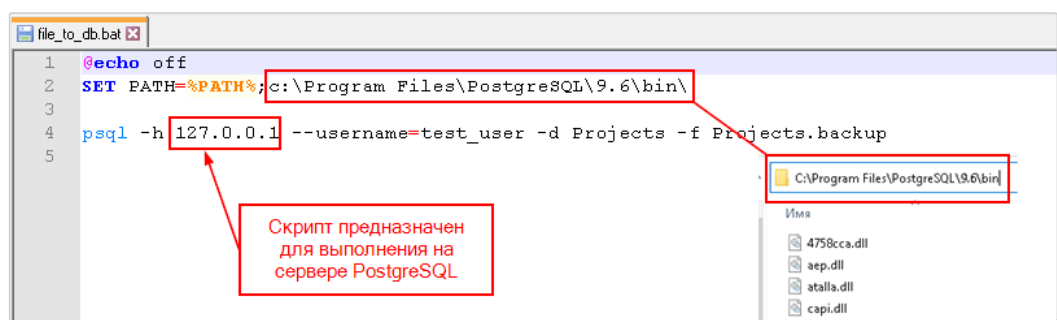 file_to_db.bat
1 @echo off
2 SET PATH=%PATH%;c:\Program Files\PostgreSQL\9.6\bin\
3
4 psql -h 127.0.0.1 --username=test_user -d Projects -f Projects.backup
5
C:\Program Files\PostgreSQL\9.6\bin
Имя
4758cca.dll
aep.dll
atalla.dll
capi.dll
Скрипт предназначен
для выполнения на
сервере PostgreSQL